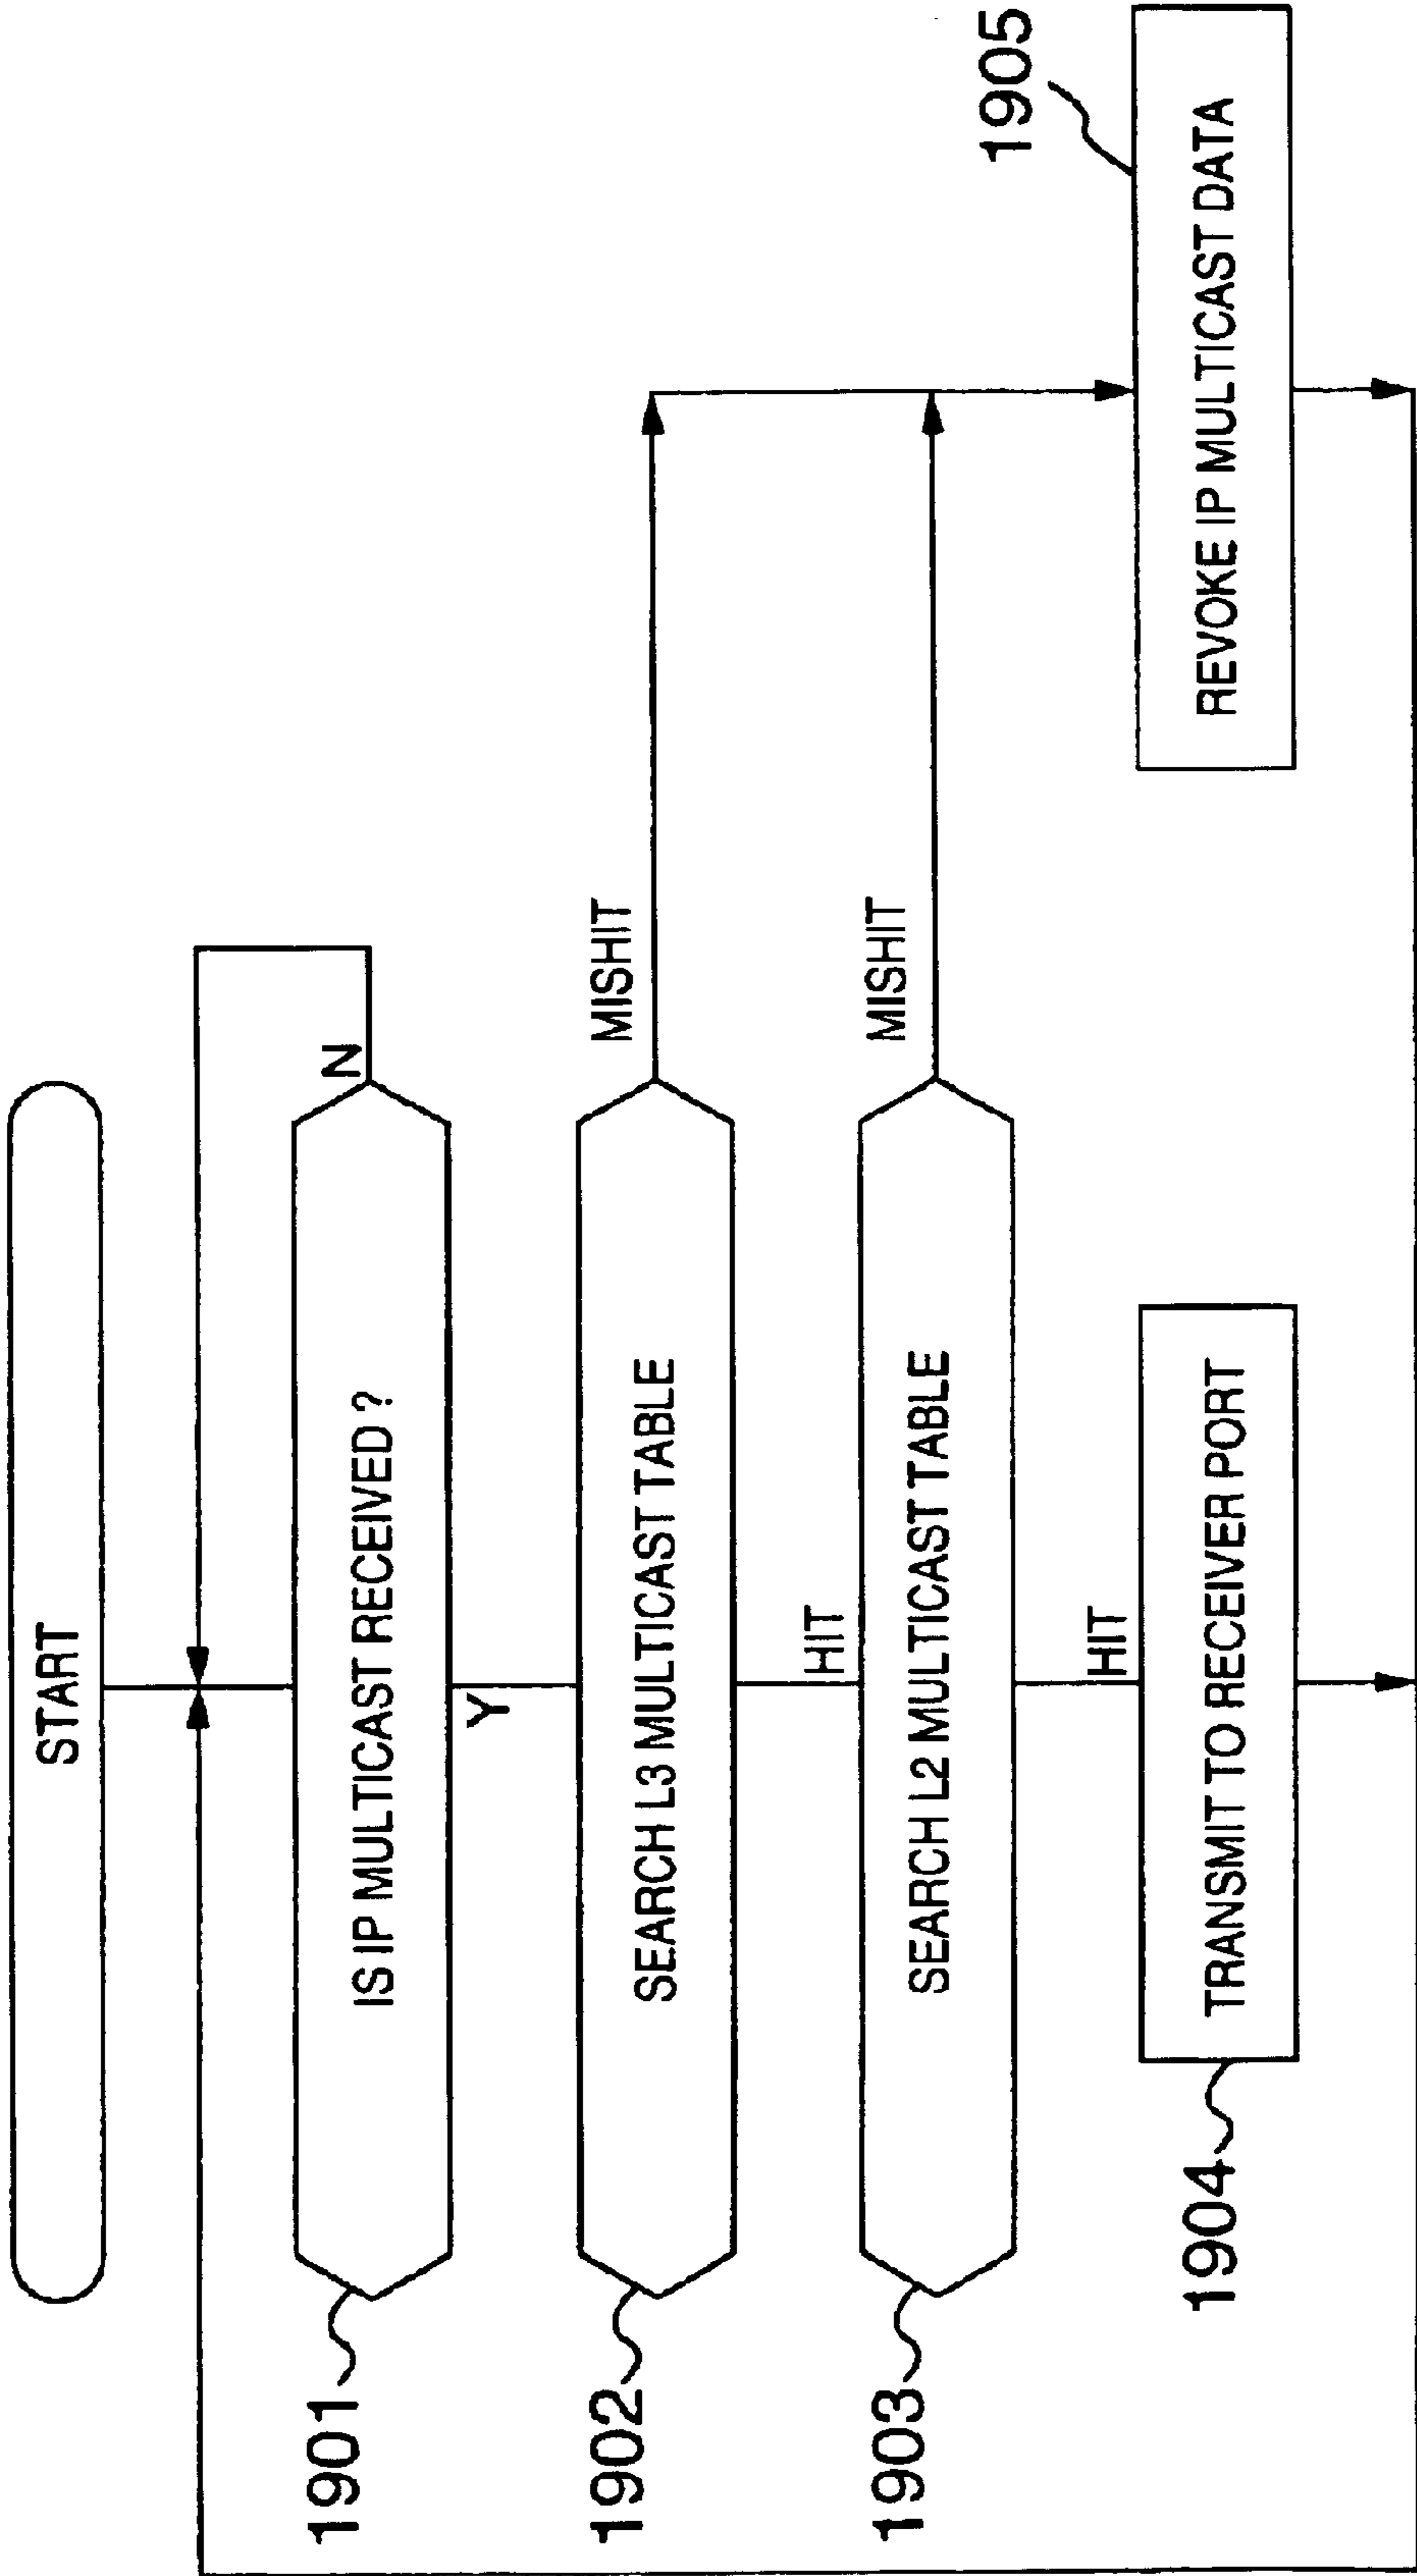 START
1901
IS IP MULTICAST RECEIVED ?
N
Y
1902
SEARCH L3 MULTICAST TABLE
MISHIT
HIT
1903
SEARCH L2 MULTICAST TABLE
MISHIT
HIT
1904
TRANSMIT TO RECEIVER PORT
1905
REVOKE IP MULTICAST DATA